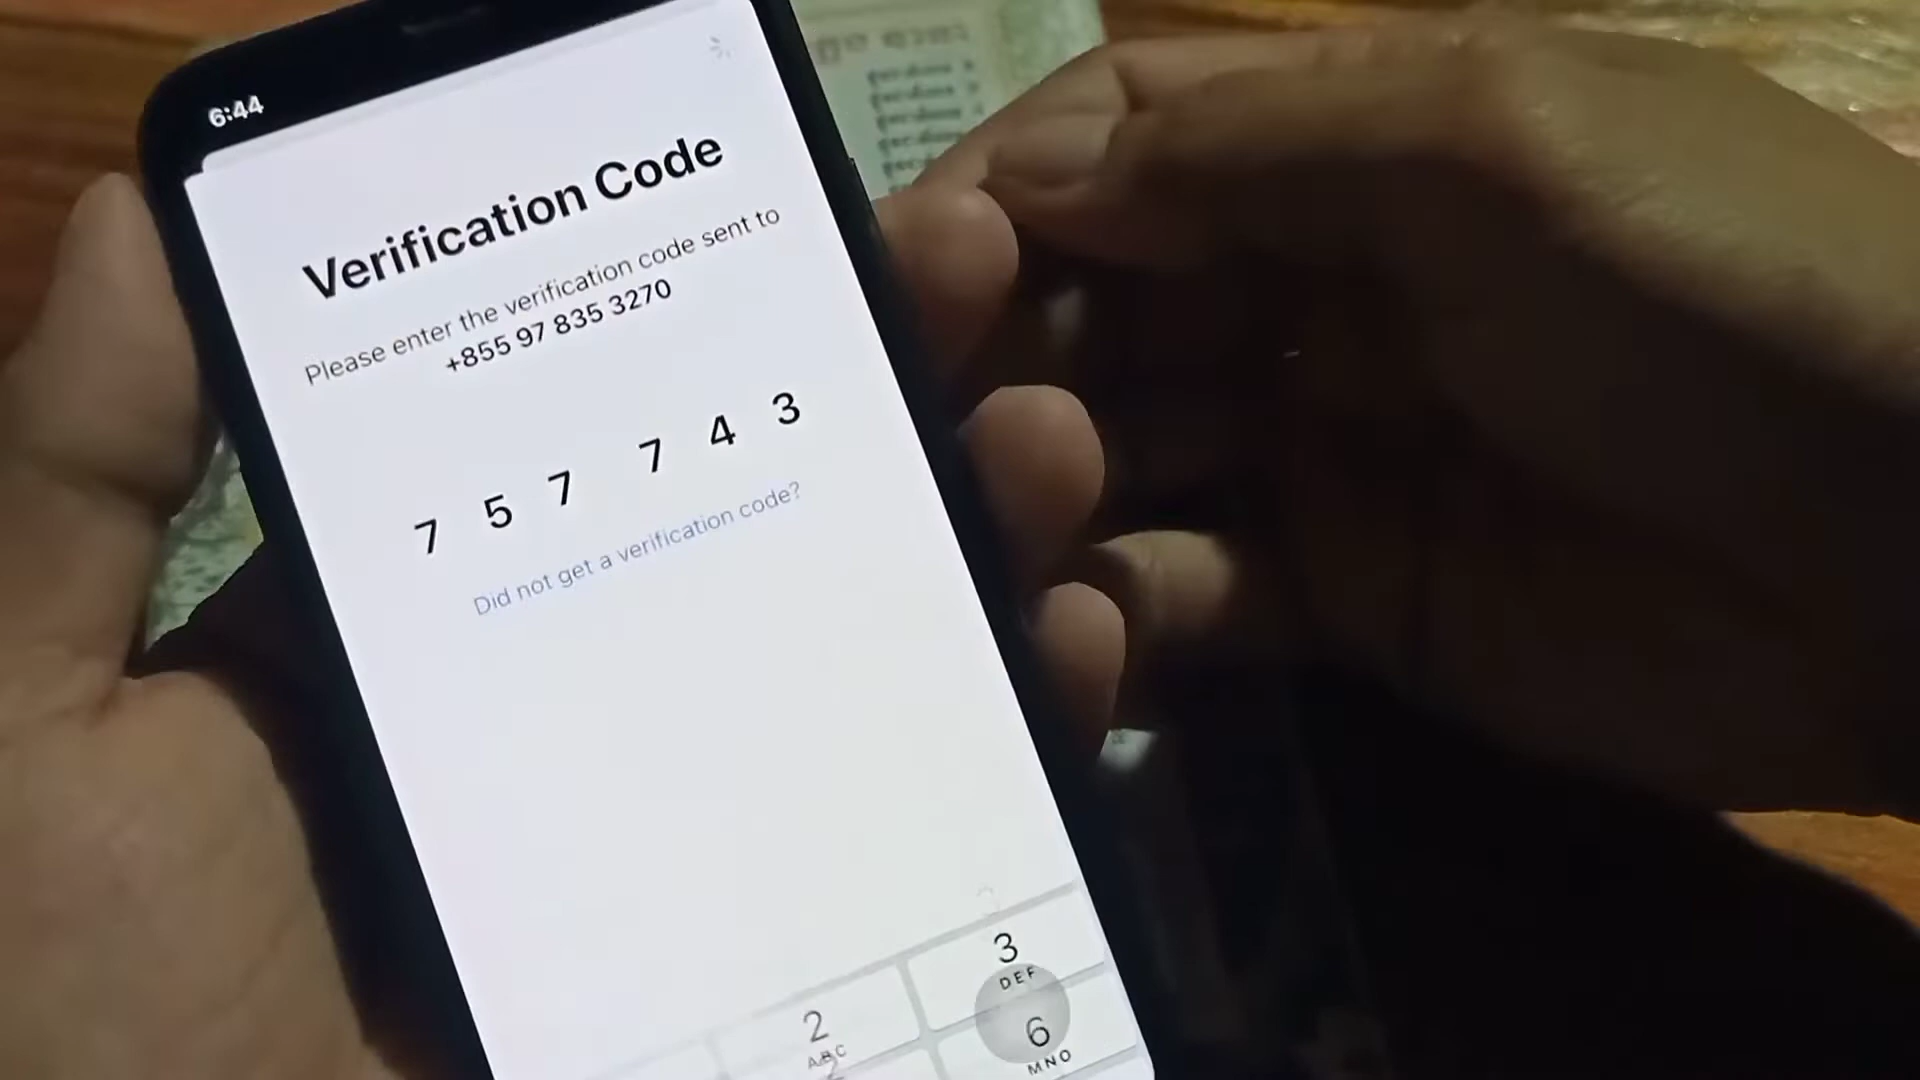 6:44
Verification Code
Please enter the verification code sent to
+855 97 835 3270
7 5 7 7 4 3
Did not get a verification code?
3
DEF
2
ABC
6
MNO